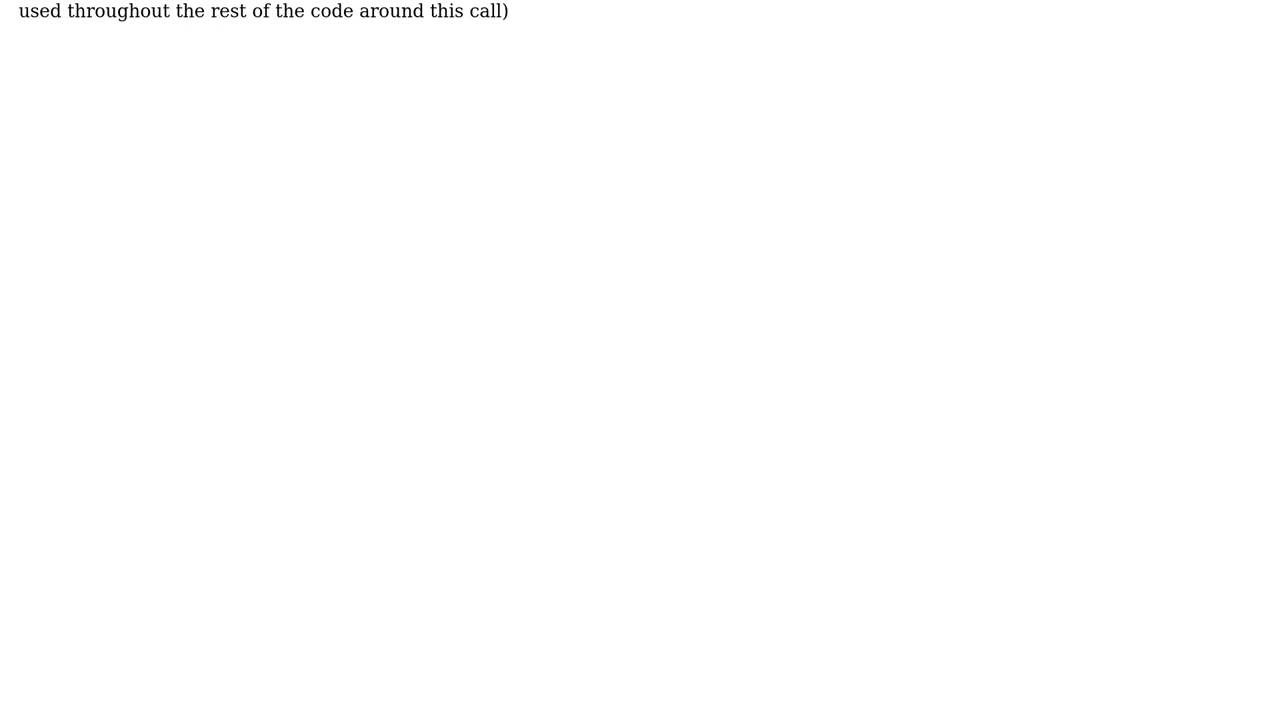 used throughout the rest of the code around this call)